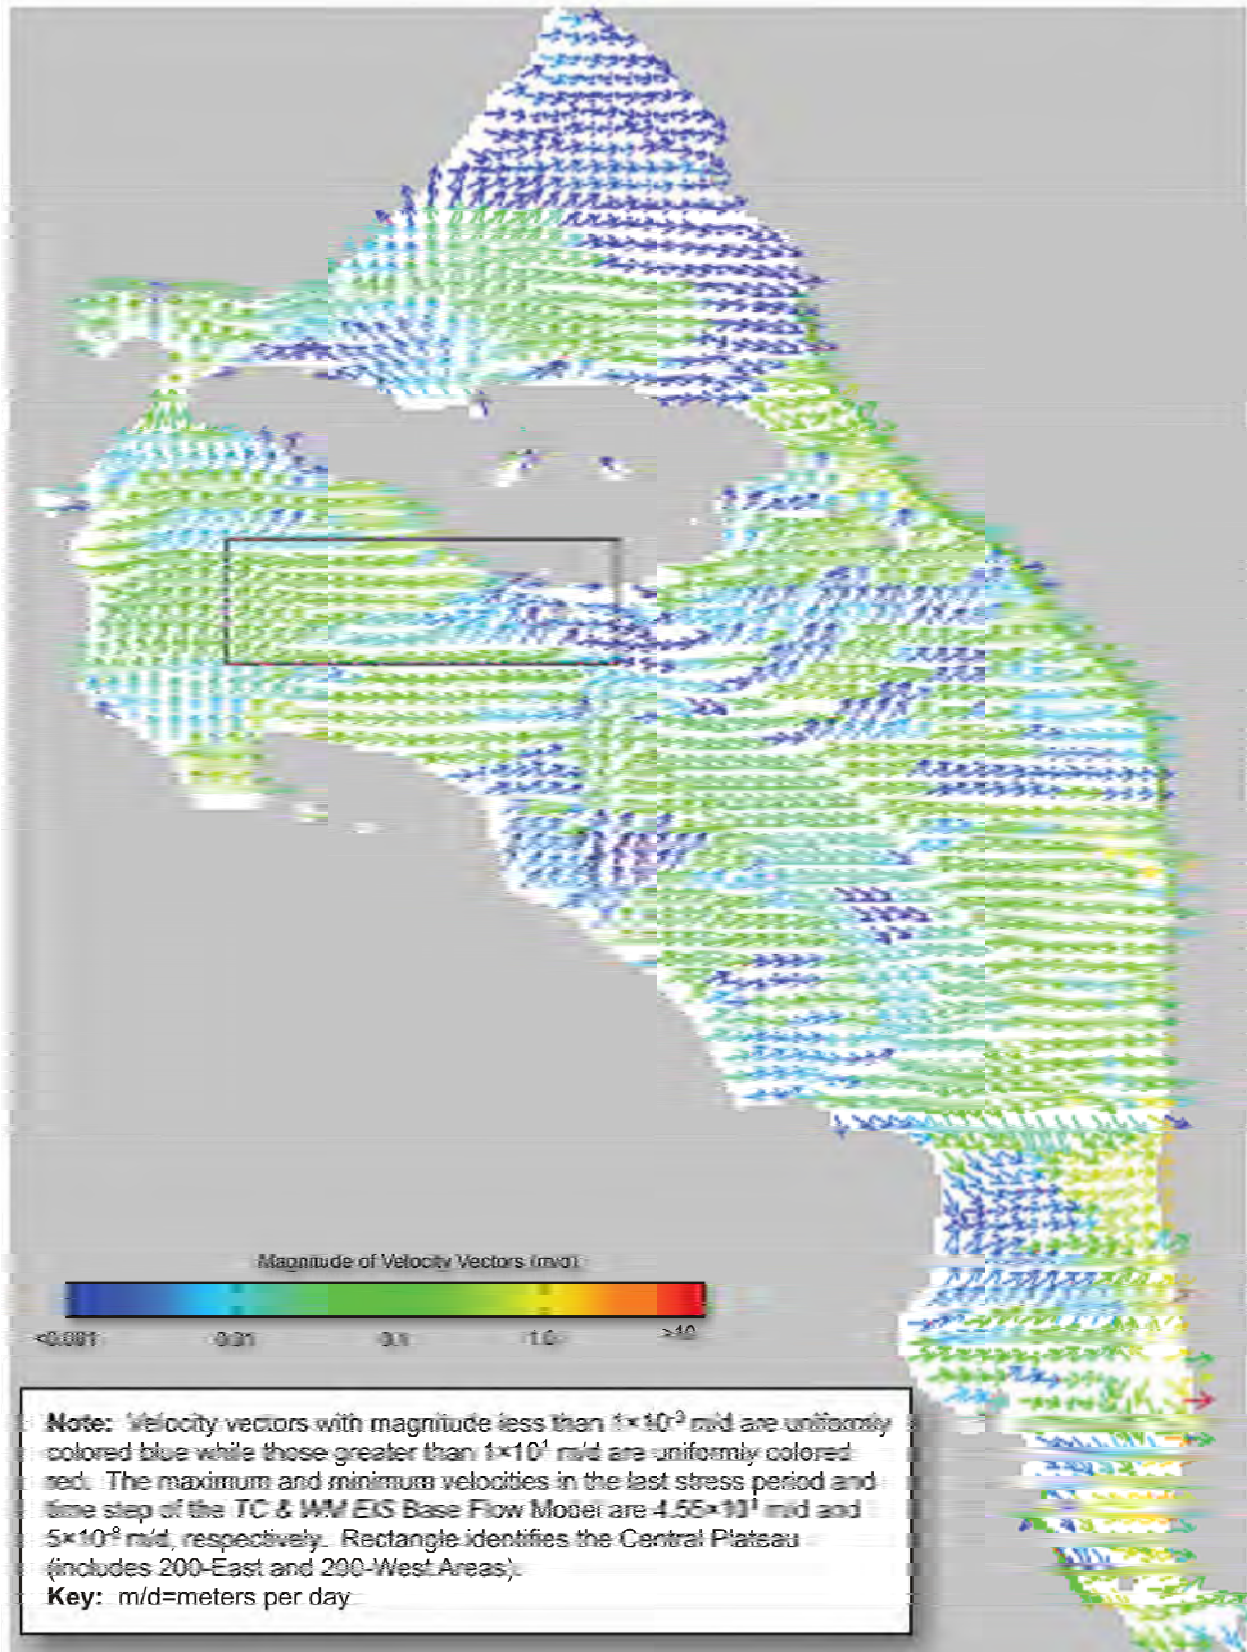 Magnitude of Velocity Vectors (m/d)
<0.001 0.01 0.1 1.0 >10
Note: Velocity vectors with magnitude less than 1×10⁻³ m/d are uniformly
colored blue while those greater than 1×10¹ m/d are uniformly colored
red. The maximum and minimum velocities in the last stress period and
time step of the TC & WM EIS Base Flow Model are 4.55×10¹ m/d and
5×10⁻⁸ m/d, respectively. Rectangle identifies the Central Plateau
(includes 200-East and 200-West Areas).
Key: m/d=meters per day